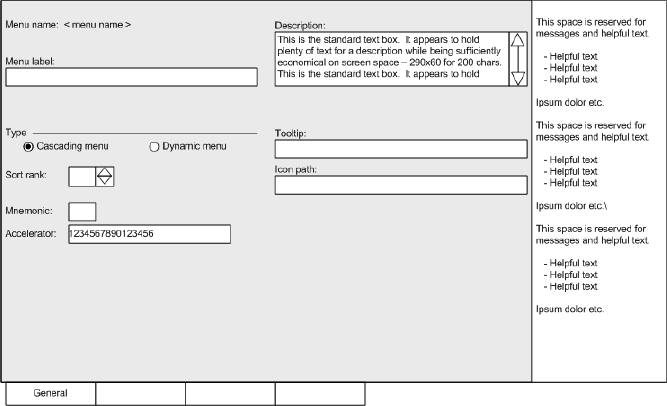 Menu name: < menu name >
Menu label:
Description:
This is the standard text box. It appears to hold
plenty of text for a description while being sufficiently
economical on screen space – 290x60 for 200 chars.
This is the standard text box. It appears to hold
Type
Cascading menu
Dynamic menu
Sort rank:
Mnemonic:
Accelerator: 1234567890123456
Tooltip:
Icon path:
This space is reserved for
messages and helpful text.
- Helpful text
- Helpful text
- Helpful text
Ipsum dolor etc.
This space is reserved for
messages and helpful text.
- Helpful text
- Helpful text
- Helpful text
Ipsum dolor etc.\
This space is reserved for
messages and helpful text.
- Helpful text
- Helpful text
- Helpful text
Ipsum dolor etc.
General